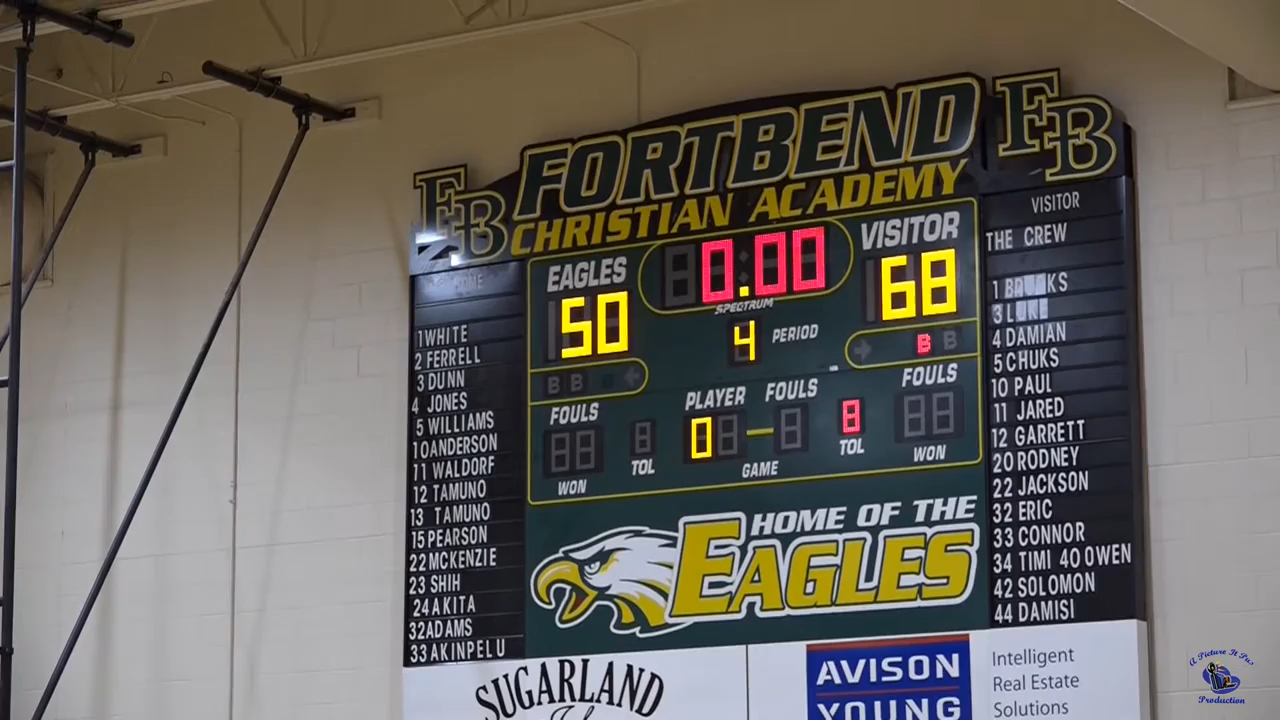 FB FORTBEND FB
CHRISTIAN ACADEMY
EAGLES
50
0.00
SPECTRUM
VISITOR
68
4 PERIOD
B B
B B
FOULS
WON
TOL
PLAYER FOULS
0
GAME
8
TOL
FOULS
WON
HOME OF THE
EAGLES
1 WHITE
2 FERRELL
3 DUNN
4 JONES
5 WILLIAMS
10 ANDERSON
11 WALDORF
12 TAMUNO
13 TAMUNO
15 PEARSON
22 MCKENZIE
23 SHIH
24 AKITA
32 ADAMS
33 AKINPELU
VISITOR
THE CREW
4 DAMIAN
5 CHUKS
10 PAUL
11 JARED
12 GARRETT
20 RODNEY
22 JACKSON
32 ERIC
33 CONNOR
34 TIMI 40 OWEN
42 SOLOMON
44 DAMISI
SUGARLAND
AVISON
YOUNG
Intelligent
Real Estate
Solutions
A Picture It Pas
Production